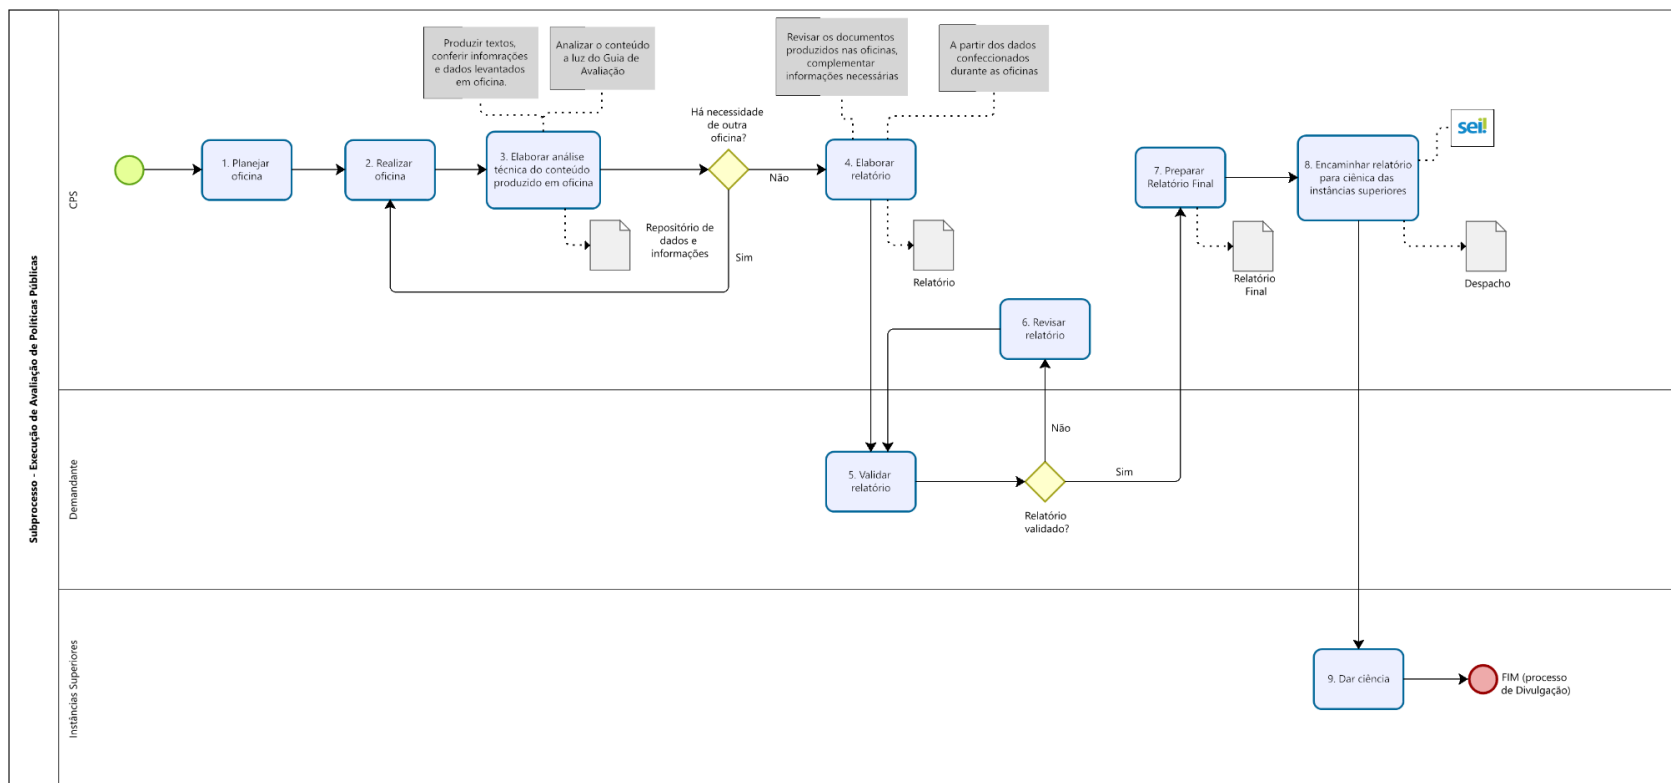 Subprocesso - Execução de Avaliação de Políticas Públicas
CPS
Produzir textos,
conferir infomrações
e dados levantados
em oficina.
Analizar o conteúdo
a luz do Guia de
Avaliação
Revisar os documentos
produzidos nas oficinas,
complementar
informações necessárias
A partir dos dados
confeccionados
durante as oficinas
1. Planejar
oficina
2. Realizar
oficina
3. Elaborar análise
técnica do conteúdo
produzido em oficina
Há necessidade
de outra
oficina?
Não
Sim
Repositório de
dados e
informações
4. Elaborar
relatório
Relatório
6. Revisar
relatório
7. Preparar
Relatório Final
Relatório
Final
8. Encaminhar relatório
para ciênica das
instâncias superiores
sei!
Despacho
Demandante
5. Validar
relatório
Relatório
validado?
Não
Sim
Instâncias Superiores
9. Dar ciência
FIM (processo
de Divulgação)